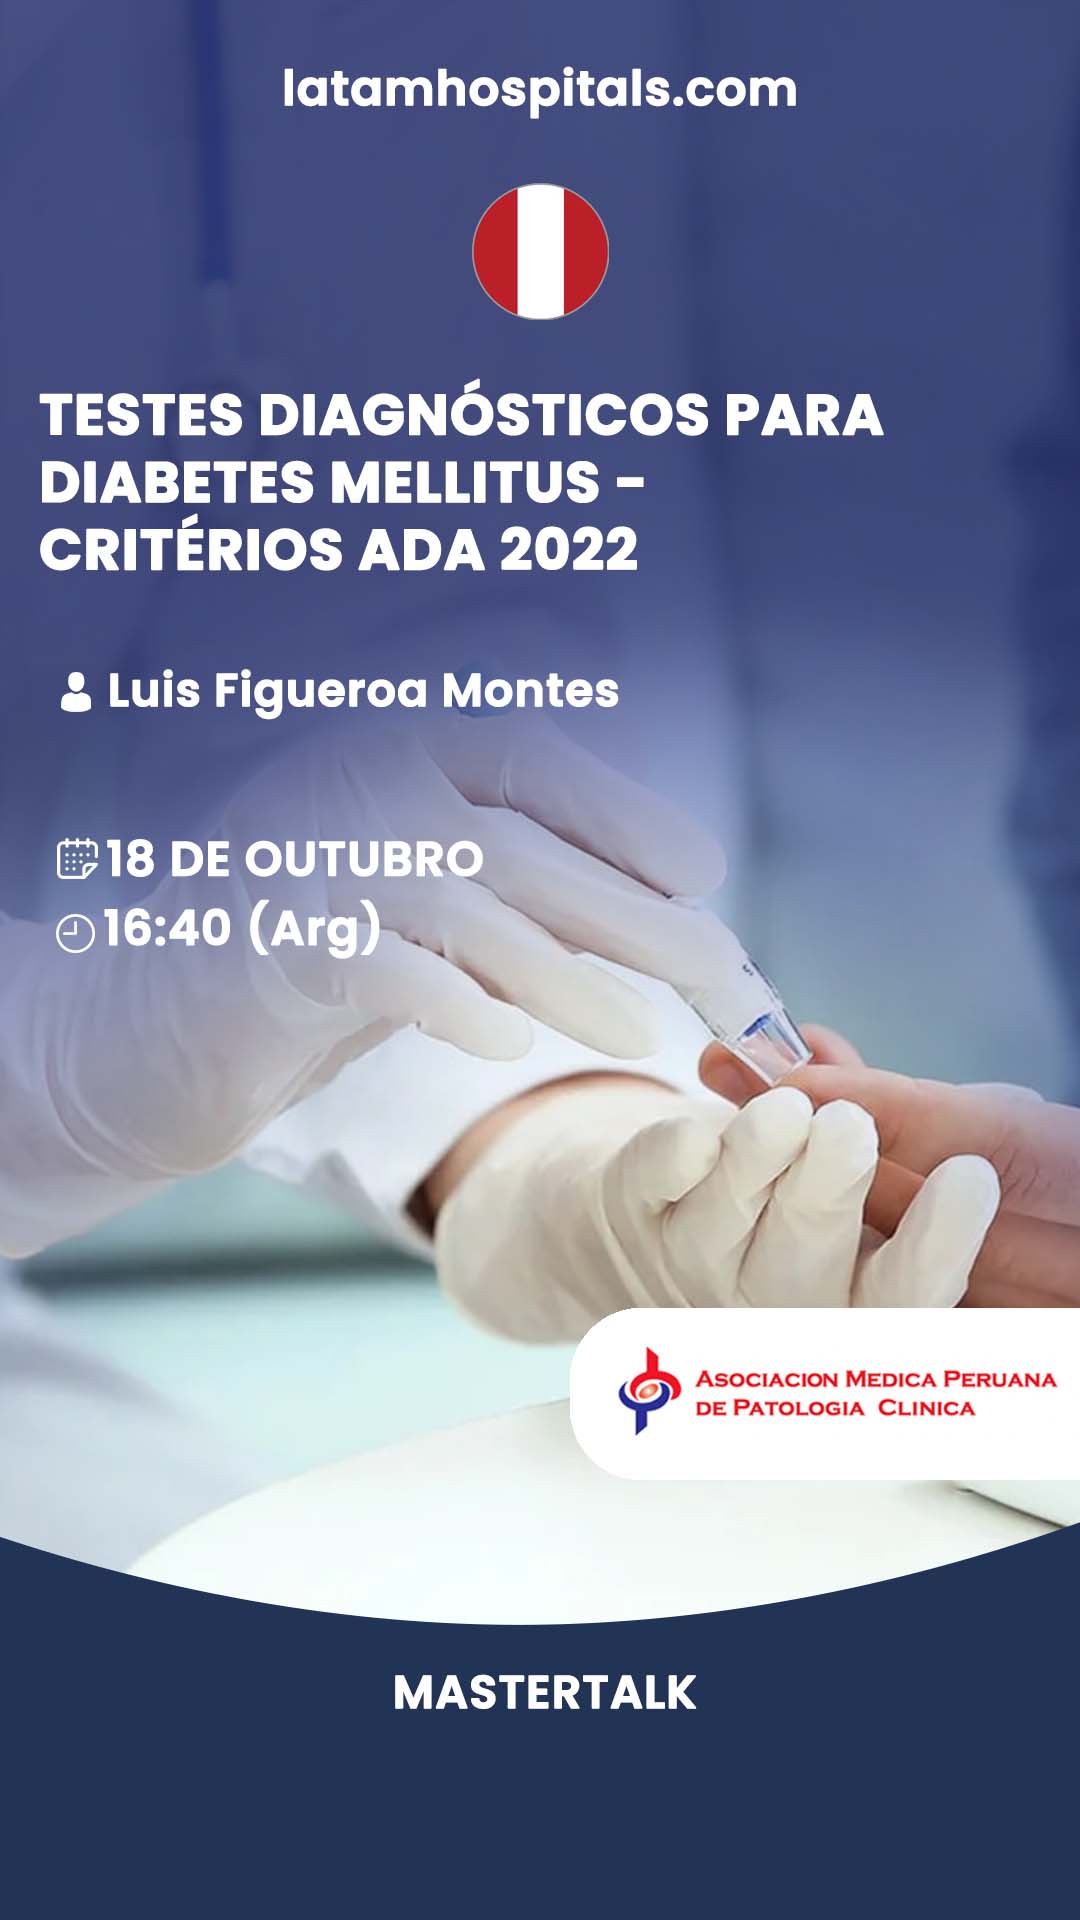 latamhospitals.com
TESTES DIAGNÓSTICOS PARA
DIABETES MELLITUS -
CRITÉRIOS ADA 2022
Luis Figueroa Montes
18 DE OUTUBRO
16:40 (Arg)
ASOCIACION MEDICA PERUANA
DE PATOLOGIA CLINICA
MASTERTALK